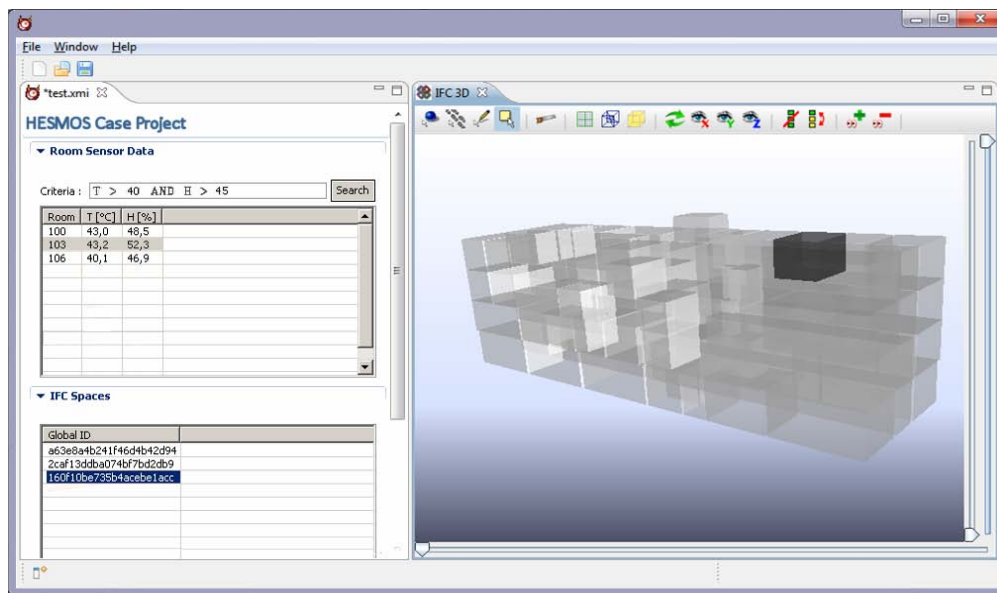 File Window Help
*test.xmi
HESMOS Case Project
Room Sensor Data
Criteria : T > 40 AND H > 45 Search
Room T [°C] H [%]
100 43,0 48,5
103 43,2 52,3
106 40,1 46,9
IFC Spaces
Global ID
a63e8a4b241f46d4b42d94
2caf13ddba074bf7bd2db9
160f10be735b4acebe1acc
IFC 3D
X
Y
Z